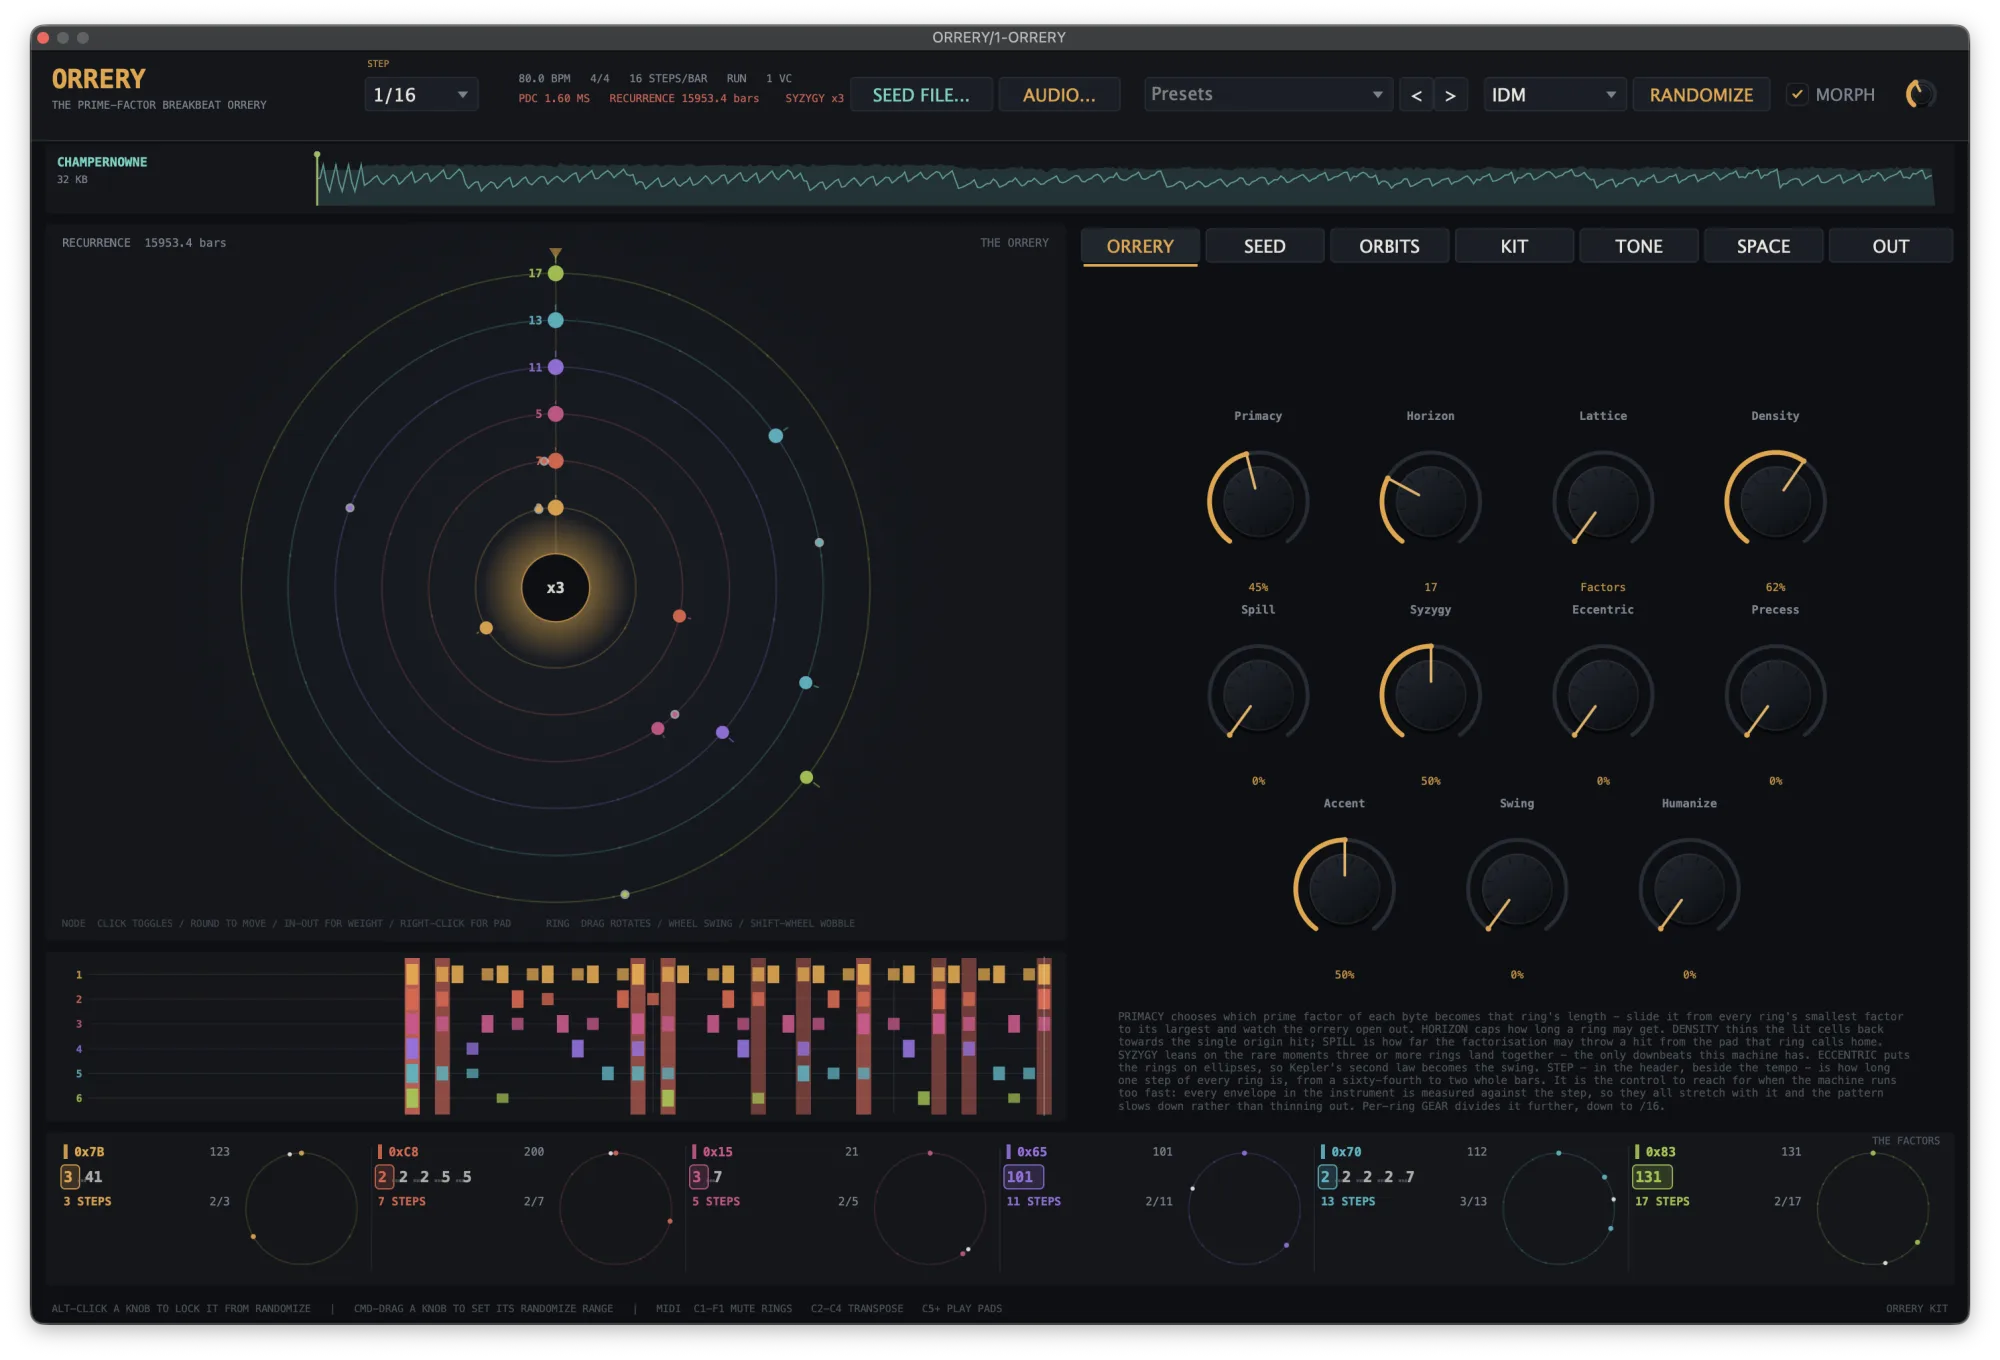 ORRERY/1-ORRERY
ORRERY
THE PRIME-FACTOR BREAKBEAT ORRERY
STEP
1/16
80.0 BPM 4/4 16 STEPS/BAR RUN 1 VC
PDC 1.60 MS RECURRENCE 15953.4 bars SYZYGY x3
SEED FILE...
AUDIO...
Presets
< >
IDM
RANDOMIZE
MORPH
CHAMPERNOWNE
32 KB
RECURRENCE 15953.4 bars
THE ORRERY
17
13
11
5
x3
NODE CLICK TOGGLES / ROUND TO MOVE / IN-OUT FOR WEIGHT / RIGHT-CLICK FOR PAD RING DRAG ROTATES / WHEEL SWING / SHIFT-WHEEL WOBBLE
1
2
3
4
5
6
ORRERY SEED ORBITS KIT TONE SPACE OUT
Primacy Horizon Lattice Density
45% 17 Factors 62%
Spill Syzygy Eccentric Precess
0% 50% 0% 0%
Accent Swing Humanize
50% 0% 0%
PRIMACY chooses which prime factor of each byte becomes that ring's length - slide it from every ring's smallest factor
to its largest and watch the orrery open out. HORIZON caps how long a ring may get. DENSITY thins the lit cells back
towards the single origin hit; SPILL is how far the factorisation may throw a hit from the pad that ring calls home.
SYZYGY leans on the rare moments three or more rings land together - the only downbeats this machine has. ECCENTRIC puts
the rings on ellipses, so Kepler's second law becomes the swing. STEP - in the header, beside the tempo - is how long
one step of every ring is, from a sixty-fourth to two whole bars. It is the control to reach for when the machine runs
too fast: every envelope in the instrument is measured against the step, so they all stretch with it and the pattern
slows down rather than thinning out. Per-ring GEAR divides it further, down to /16.
THE FACTORS
0x7B 123
3 41
3 STEPS 2/3
0xC8 200
2 2 2 5 5
7 STEPS 2/7
0x15 21
3 7
5 STEPS 2/5
0x65 101
101
11 STEPS 2/11
0x70 112
2 2 2 2 7
13 STEPS 3/13
0x83 131
131
17 STEPS 2/17
ALT-CLICK A KNOB TO LOCK IT FROM RANDOMIZE | CMD-DRAG A KNOB TO SET ITS RANDOMIZE RANGE | MIDI C1-F1 MUTE RINGS C2-C4 TRANSPOSE C5+ PLAY PADS
ORRERY KIT